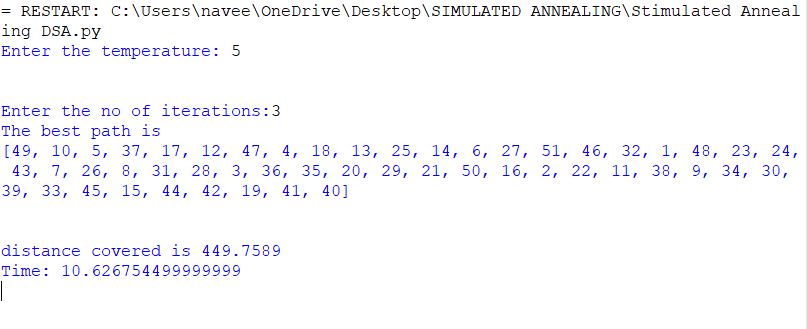 = RESTART: C:\Users\navee\OneDrive\Desktop\SIMULATED ANNEALING\Stimulated Anneal
ing DSA.py
Enter the temperature: 5
Enter the no of iterations:3
The best path is
[49, 10, 5, 37, 17, 12, 47, 4, 18, 13, 25, 14, 6, 27, 51, 46, 32, 1, 48, 23, 24,
43, 7, 26, 8, 31, 28, 3, 36, 35, 20, 29, 21, 50, 16, 2, 22, 11, 38, 9, 34, 30,
39, 33, 45, 15, 44, 42, 19, 41, 40]
distance covered is 449.7589
Time: 10.626754499999999